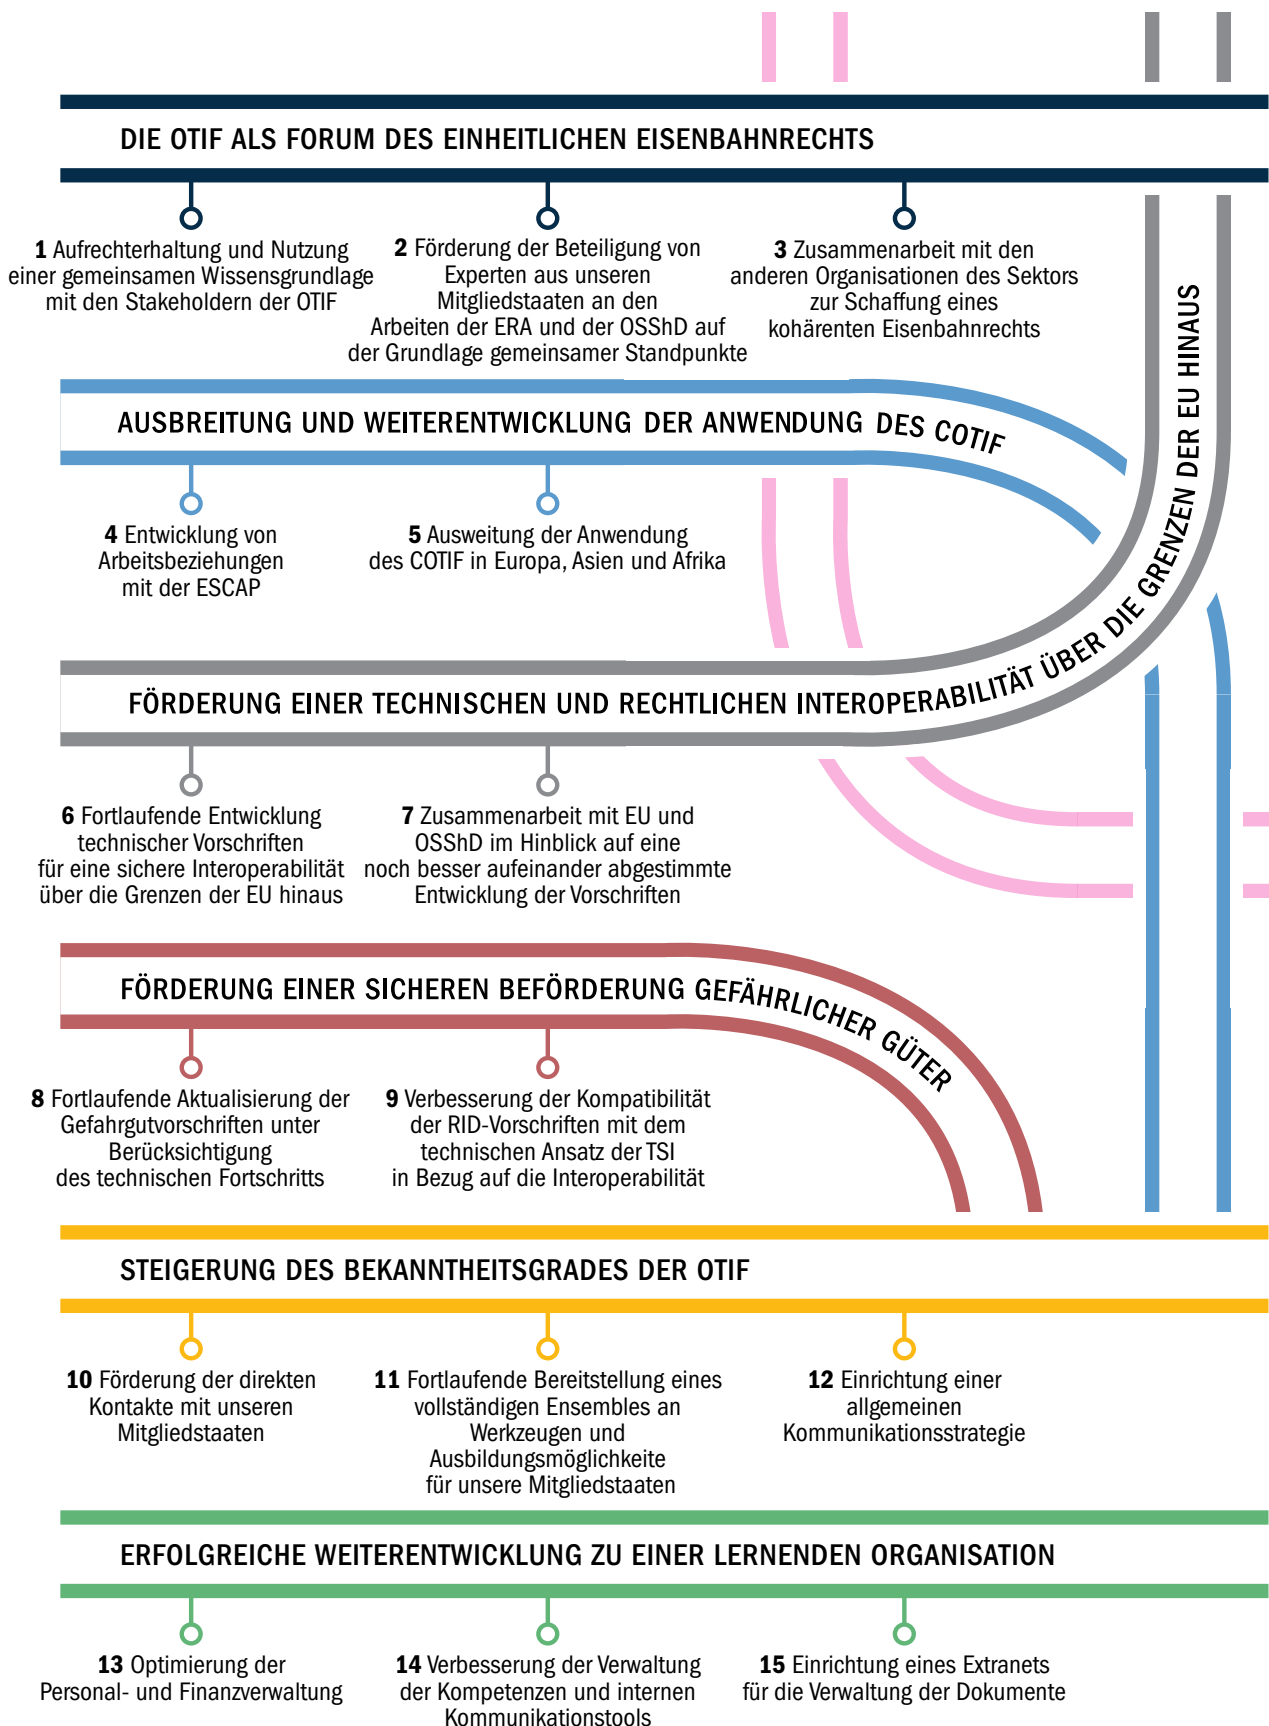 DIE OTIF ALS FORUM DES EINHEITLICHEN EISENBAHNRECHTS
1 Aufrechterhaltung und Nutzung
einer gemeinsamen Wissensgrundlage
mit den Stakeholdern der OTIF
2 Förderung der Beteiligung von
Experten aus unseren
Mitgliedstaaten an den
Arbeiten der ERA und der OSShD auf
der Grundlage gemeinsamer Standpunkte
3 Zusammenarbeit mit den
anderen Organisationen des Sektors
zur Schaffung eines
kohärenten Eisenbahnrechts
AUSBREITUNG UND WEITERENTWICKLUNG DER ANWENDUNG DES COTIF
4 Entwicklung von
Arbeitsbeziehungen
mit der ESCAP
5 Ausweitung der Anwendung
des COTIF in Europa, Asien und Afrika
FÖRDERUNG EINER TECHNISCHEN UND RECHTLICHEN INTEROPERABILITÄT ÜBER DIE GRENZEN DER EU HINAUS
6 Fortlaufende Entwicklung
technischer Vorschriften
für eine sichere Interoperabilität
über die Grenzen der EU hinaus
7 Zusammenarbeit mit EU und
OSShD im Hinblick auf eine
noch besser aufeinander abgestimmte
Entwicklung der Vorschriften
FÖRDERUNG EINER SICHEREN BEFÖRDERUNG GEFÄHRLICHER GÜTER
8 Fortlaufende Aktualisierung der
Gefahrgutvorschriften unter
Berücksichtigung
des technischen Fortschritts
9 Verbesserung der Kompatibilität
der RID-Vorschriften mit dem
technischen Ansatz der TSI
in Bezug auf die Interoperabilität
STEIGERUNG DES BEKANNTHEITSGRADES DER OTIF
10 Förderung der direkten
Kontakte mit unseren
Mitgliedstaaten
11 Fortlaufende Bereitstellung eines
vollständigen Ensembles an
Werkzeugen und
Ausbildungsmöglichkeite
für unsere Mitgliedstaaten
12 Einrichtung einer
allgemeinen
Kommunikationsstrategie
ERFOLGREICHE WEITERENTWICKLUNG ZU EINER LERNENDEN ORGANISATION
13 Optimierung der
Personal- und Finanzverwaltung
14 Verbesserung der Verwaltung
der Kompetenzen und internen
Kommunikationstools
15 Einrichtung eines Extranets
für die Verwaltung der Dokumente